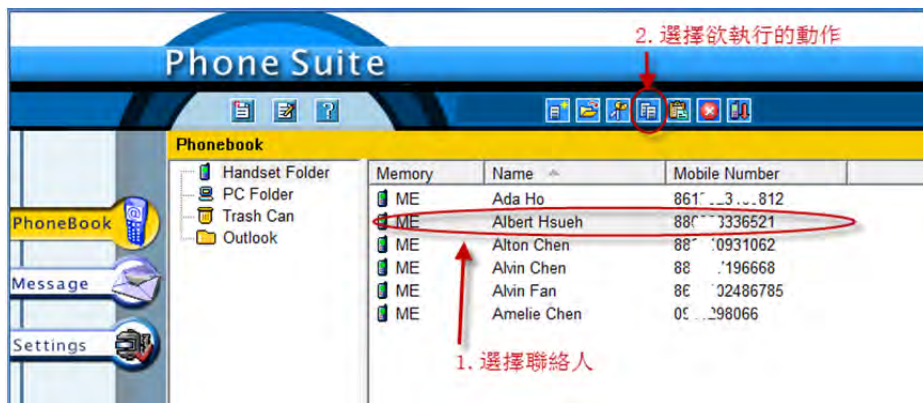 2. 選擇欲執行的動作
Phone Suite
Phonebook
Handset Folder
PC Folder
Trash Can
Outlook
PhoneBook
Message
Settings
Memory Name Mobile Number
ME Ada Ho
ME Albert Hsueh
ME Alton Chen
ME Alvin Chen
ME Alvin Fan
ME Amelie Chen
1. 選擇聯絡人